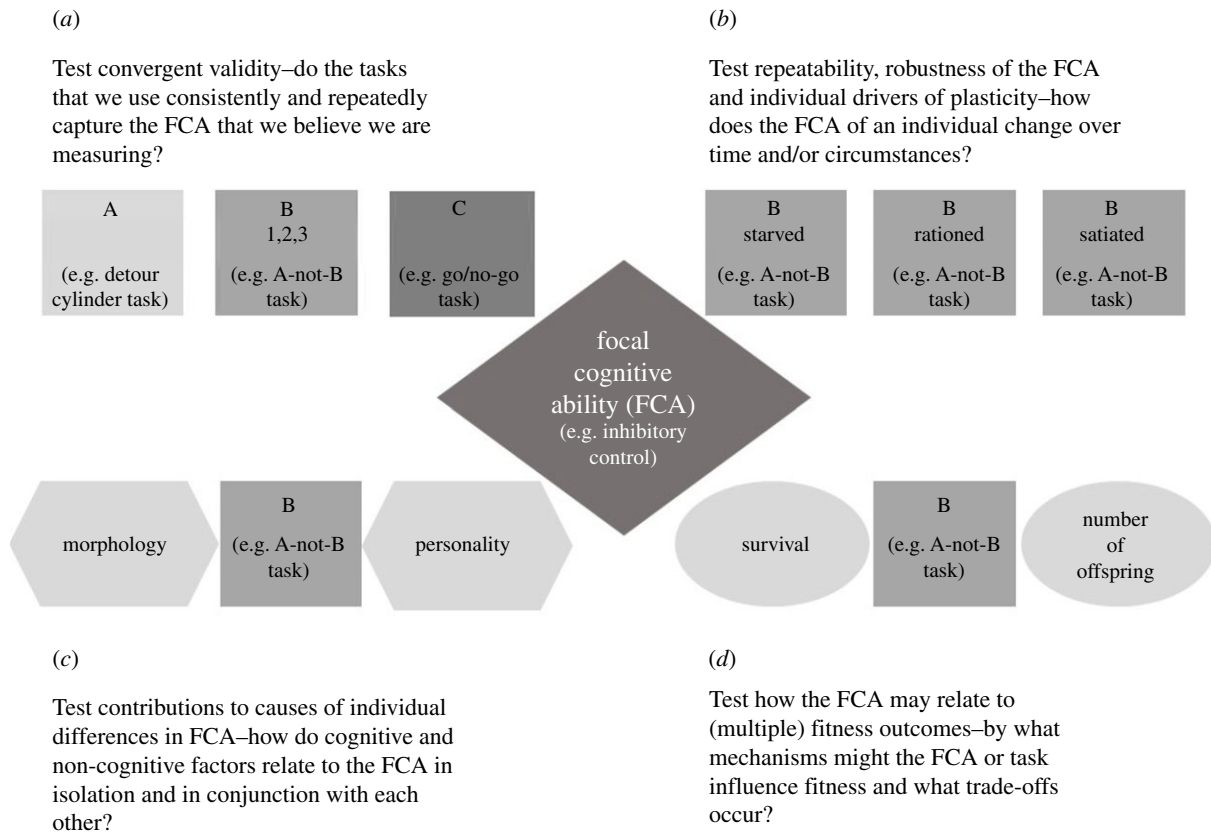 (a)
Test convergent validity–do the tasks
that we use consistently and repeatedly
capture the FCA that we believe we are
measuring?
A
(e.g. detour
cylinder task)
B
1,2,3
(e.g. A-not-B
task)
C
(e.g. go/no-go
task)
(b)
Test repeatability, robustness of the FCA
and individual drivers of plasticity–how
does the FCA of an individual change over
time and/or circumstances?
B
starved
(e.g. A-not-B
task)
B
rationed
(e.g. A-not-B
task)
B
satiated
(e.g. A-not-B
task)
focal
cognitive
ability (FCA)
(e.g. inhibitory
control)
morphology
B
(e.g. A-not-B
task)
personality
(c)
Test contributions to causes of individual
differences in FCA–how do cognitive and
non-cognitive factors relate to the FCA in
isolation and in conjunction with each
other?
survival
B
(e.g. A-not-B
task)
number
of
offspring
(d)
Test how the FCA may relate to
(multiple) fitness outcomes–by what
mechanisms might the FCA or task
influence fitness and what trade-offs
occur?